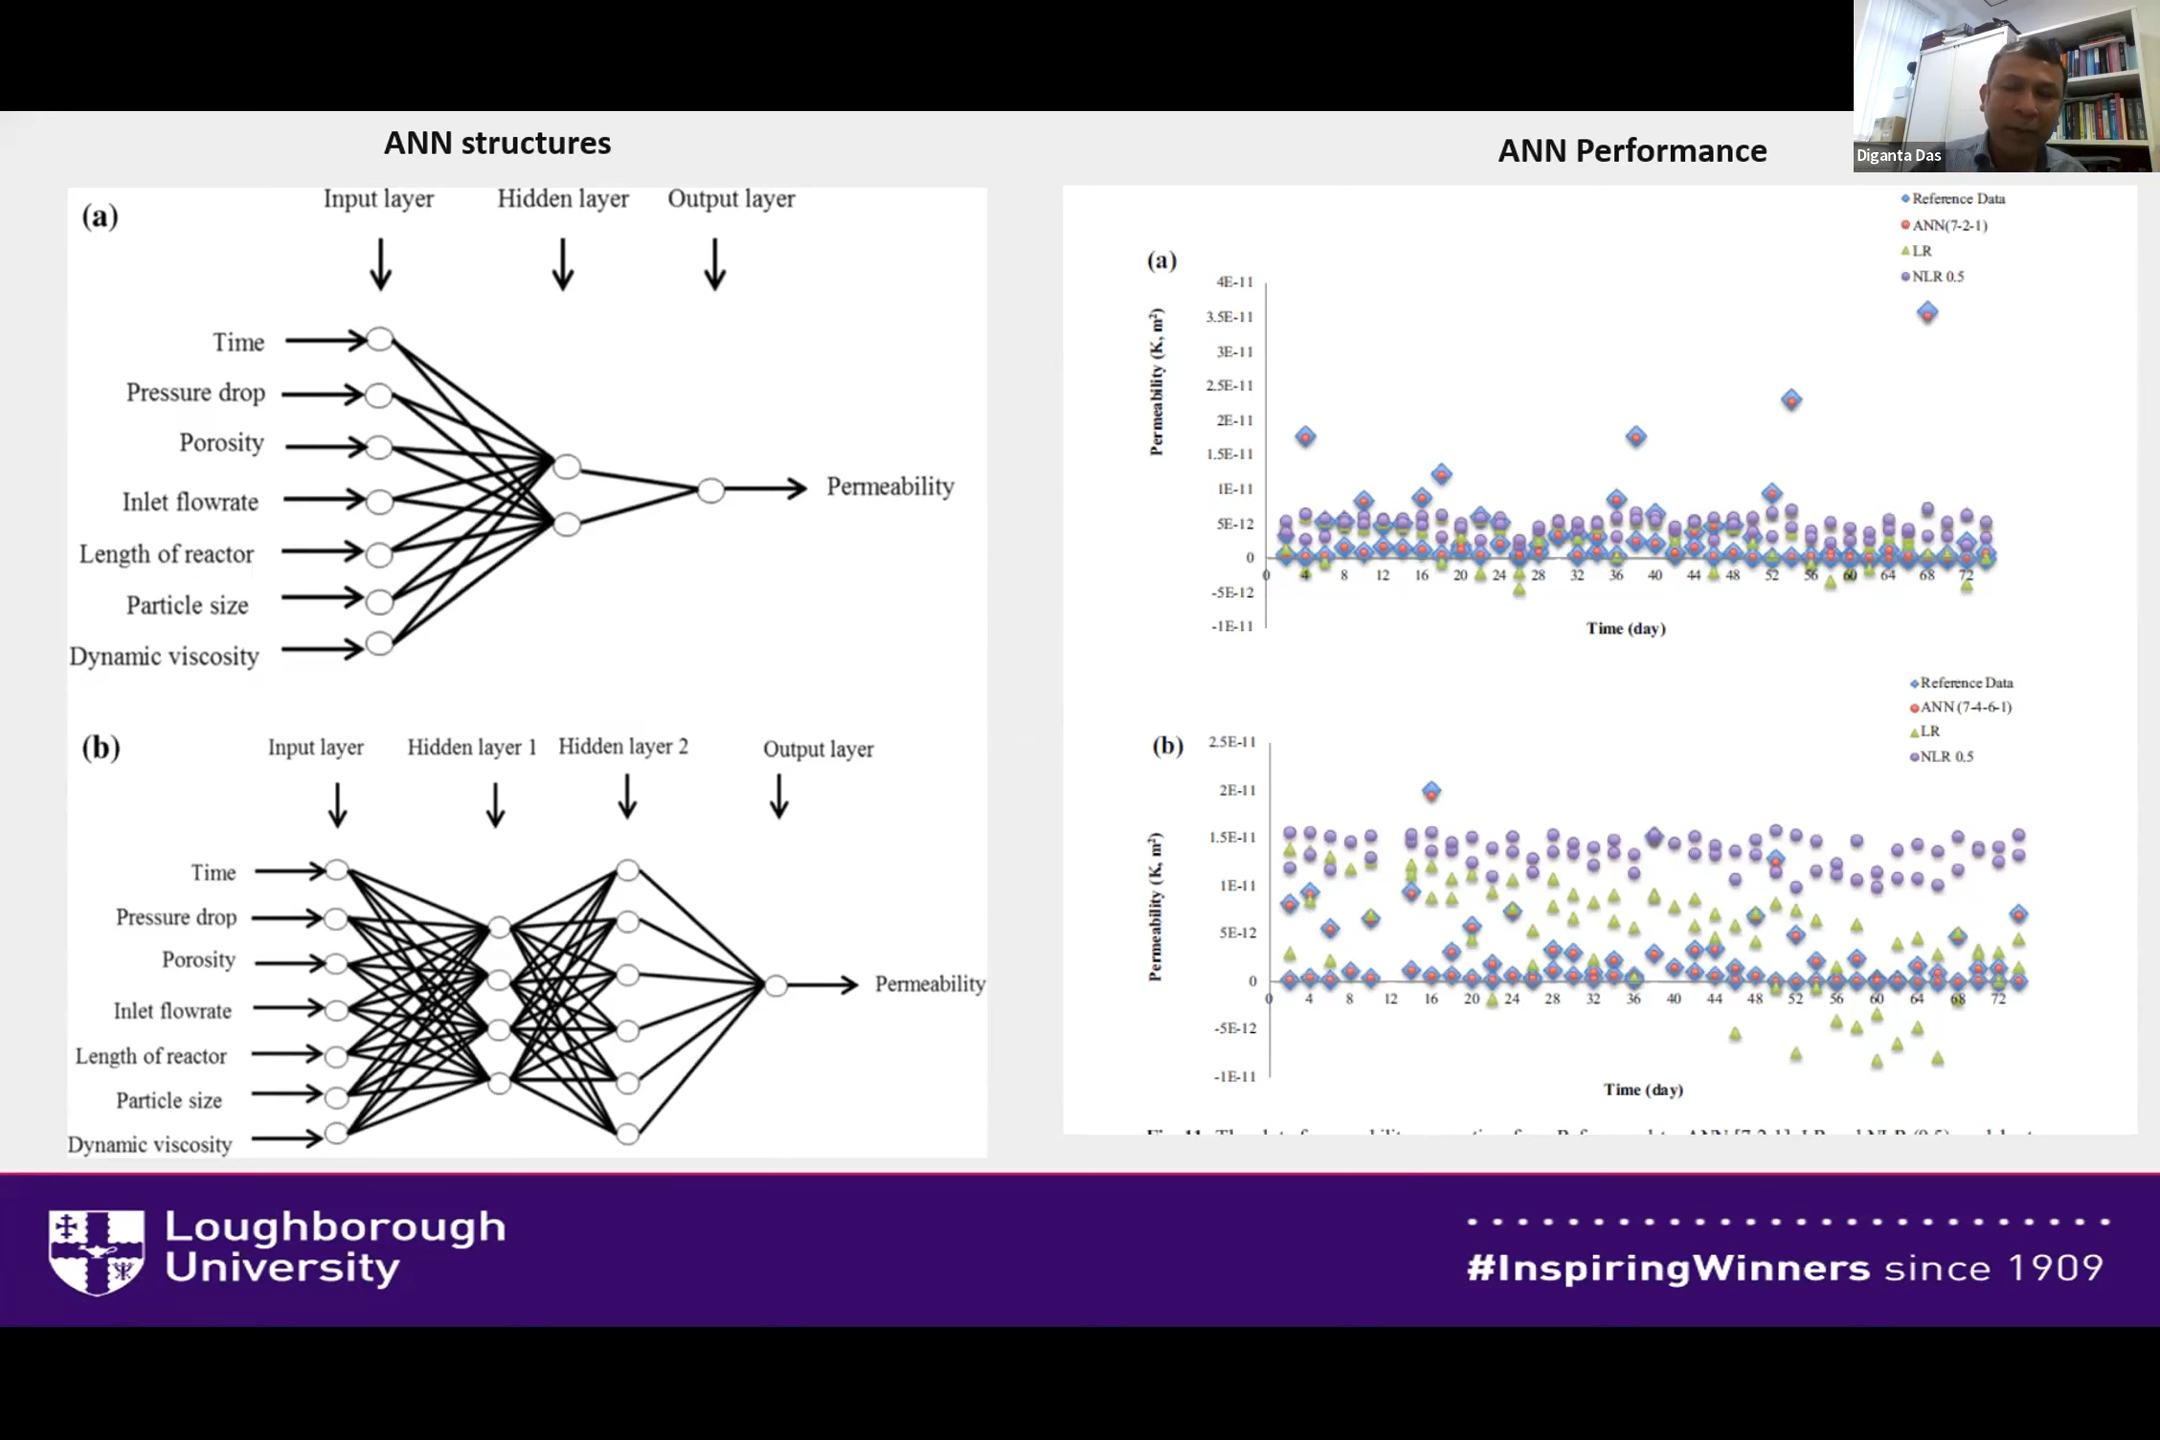 Diganta Das
ANN structures
(a)
Input layer
Hidden layer
Output layer
Time
Pressure drop
Porosity
Inlet flowrate
Length of reactor
Particle size
Dynamic viscosity
Permeability
(b)
Input layer
Hidden layer 1
Hidden layer 2
Output layer
Time
Pressure drop
Porosity
Inlet flowrate
Length of reactor
Particle size
Dynamic viscosity
Permeability
ANN Performance
Reference Data
ANN(7-2-1)
LR
NLR 0.5
(a)
Permeability (K, m²)
4E-11
3.5E-11
3E-11
2.5E-11
2E-11
1.5E-11
1E-11
5E-12
0
-5E-12
-1E-11
0 4 8 12 16 20 24 28 32 36 40 44 48 52 56 60 64 68 72
Time (day)
Reference Data
ANN (7-4-6-1)
LR
NLR 0.5
(b)
Permeability (K, m²)
2.5E-11
2E-11
1.5E-11
1E-11
5E-12
0
-5E-12
-1E-11
0 4 8 12 16 20 24 28 32 36 40 44 48 52 56 60 64 68 72
Time (day)
Loughborough
University
#InspiringWinners since 1909